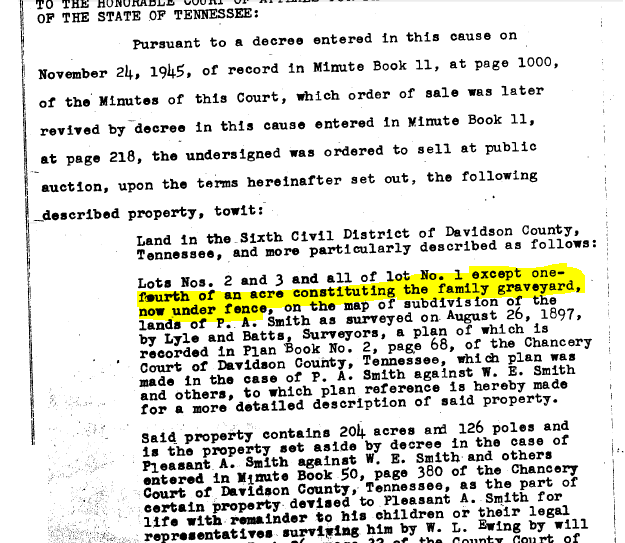 TO THE HONORABLE COURT OF APPEALS
OF THE STATE OF TENNESSEE:
Pursuant to a decree entered in this cause on
November 24, 1945, of record in Minute Book 11, at page 1000,
of the Minutes of this Court, which order of sale was later
revived by decree in this cause entered in Minute Book 11,
at page 218, the undersigned was ordered to sell at public
auction, upon the terms hereinafter set out, the following
described property, towit:
Land in the Sixth Civil District of Davidson County,
Tennessee, and more particularly described as follows:
Lots Nos. 2 and 3 and all of lot No. 1 except one-
fourth of an acre constituting the family graveyard,
now under fence, on the map of subdivision of the
lands of P. A. Smith as surveyed on August 26, 1897,
by Lyle and Batts, Surveyors, a plan of which is
recorded in Plan Book No. 2, page 68, of the Chancery
Court of Davidson County, Tennessee, which plan was
made in the case of P. A. Smith against W. E. Smith
and others, to which plan reference is hereby made
for a more detailed description of said property.
Said property contains 204 acres and 126 poles and
is the property set aside by decree in the case of
Pleasant A. Smith against W. E. Smith and others
entered in Minute Book 50, page 380 of the Chancery
Court of Davidson County, Tennessee, as the part of
certain property devised to Pleasant A. Smith for
life with remainder to his children or their legal
representatives surviving him by W. L. Ewing by will
of the County Court of